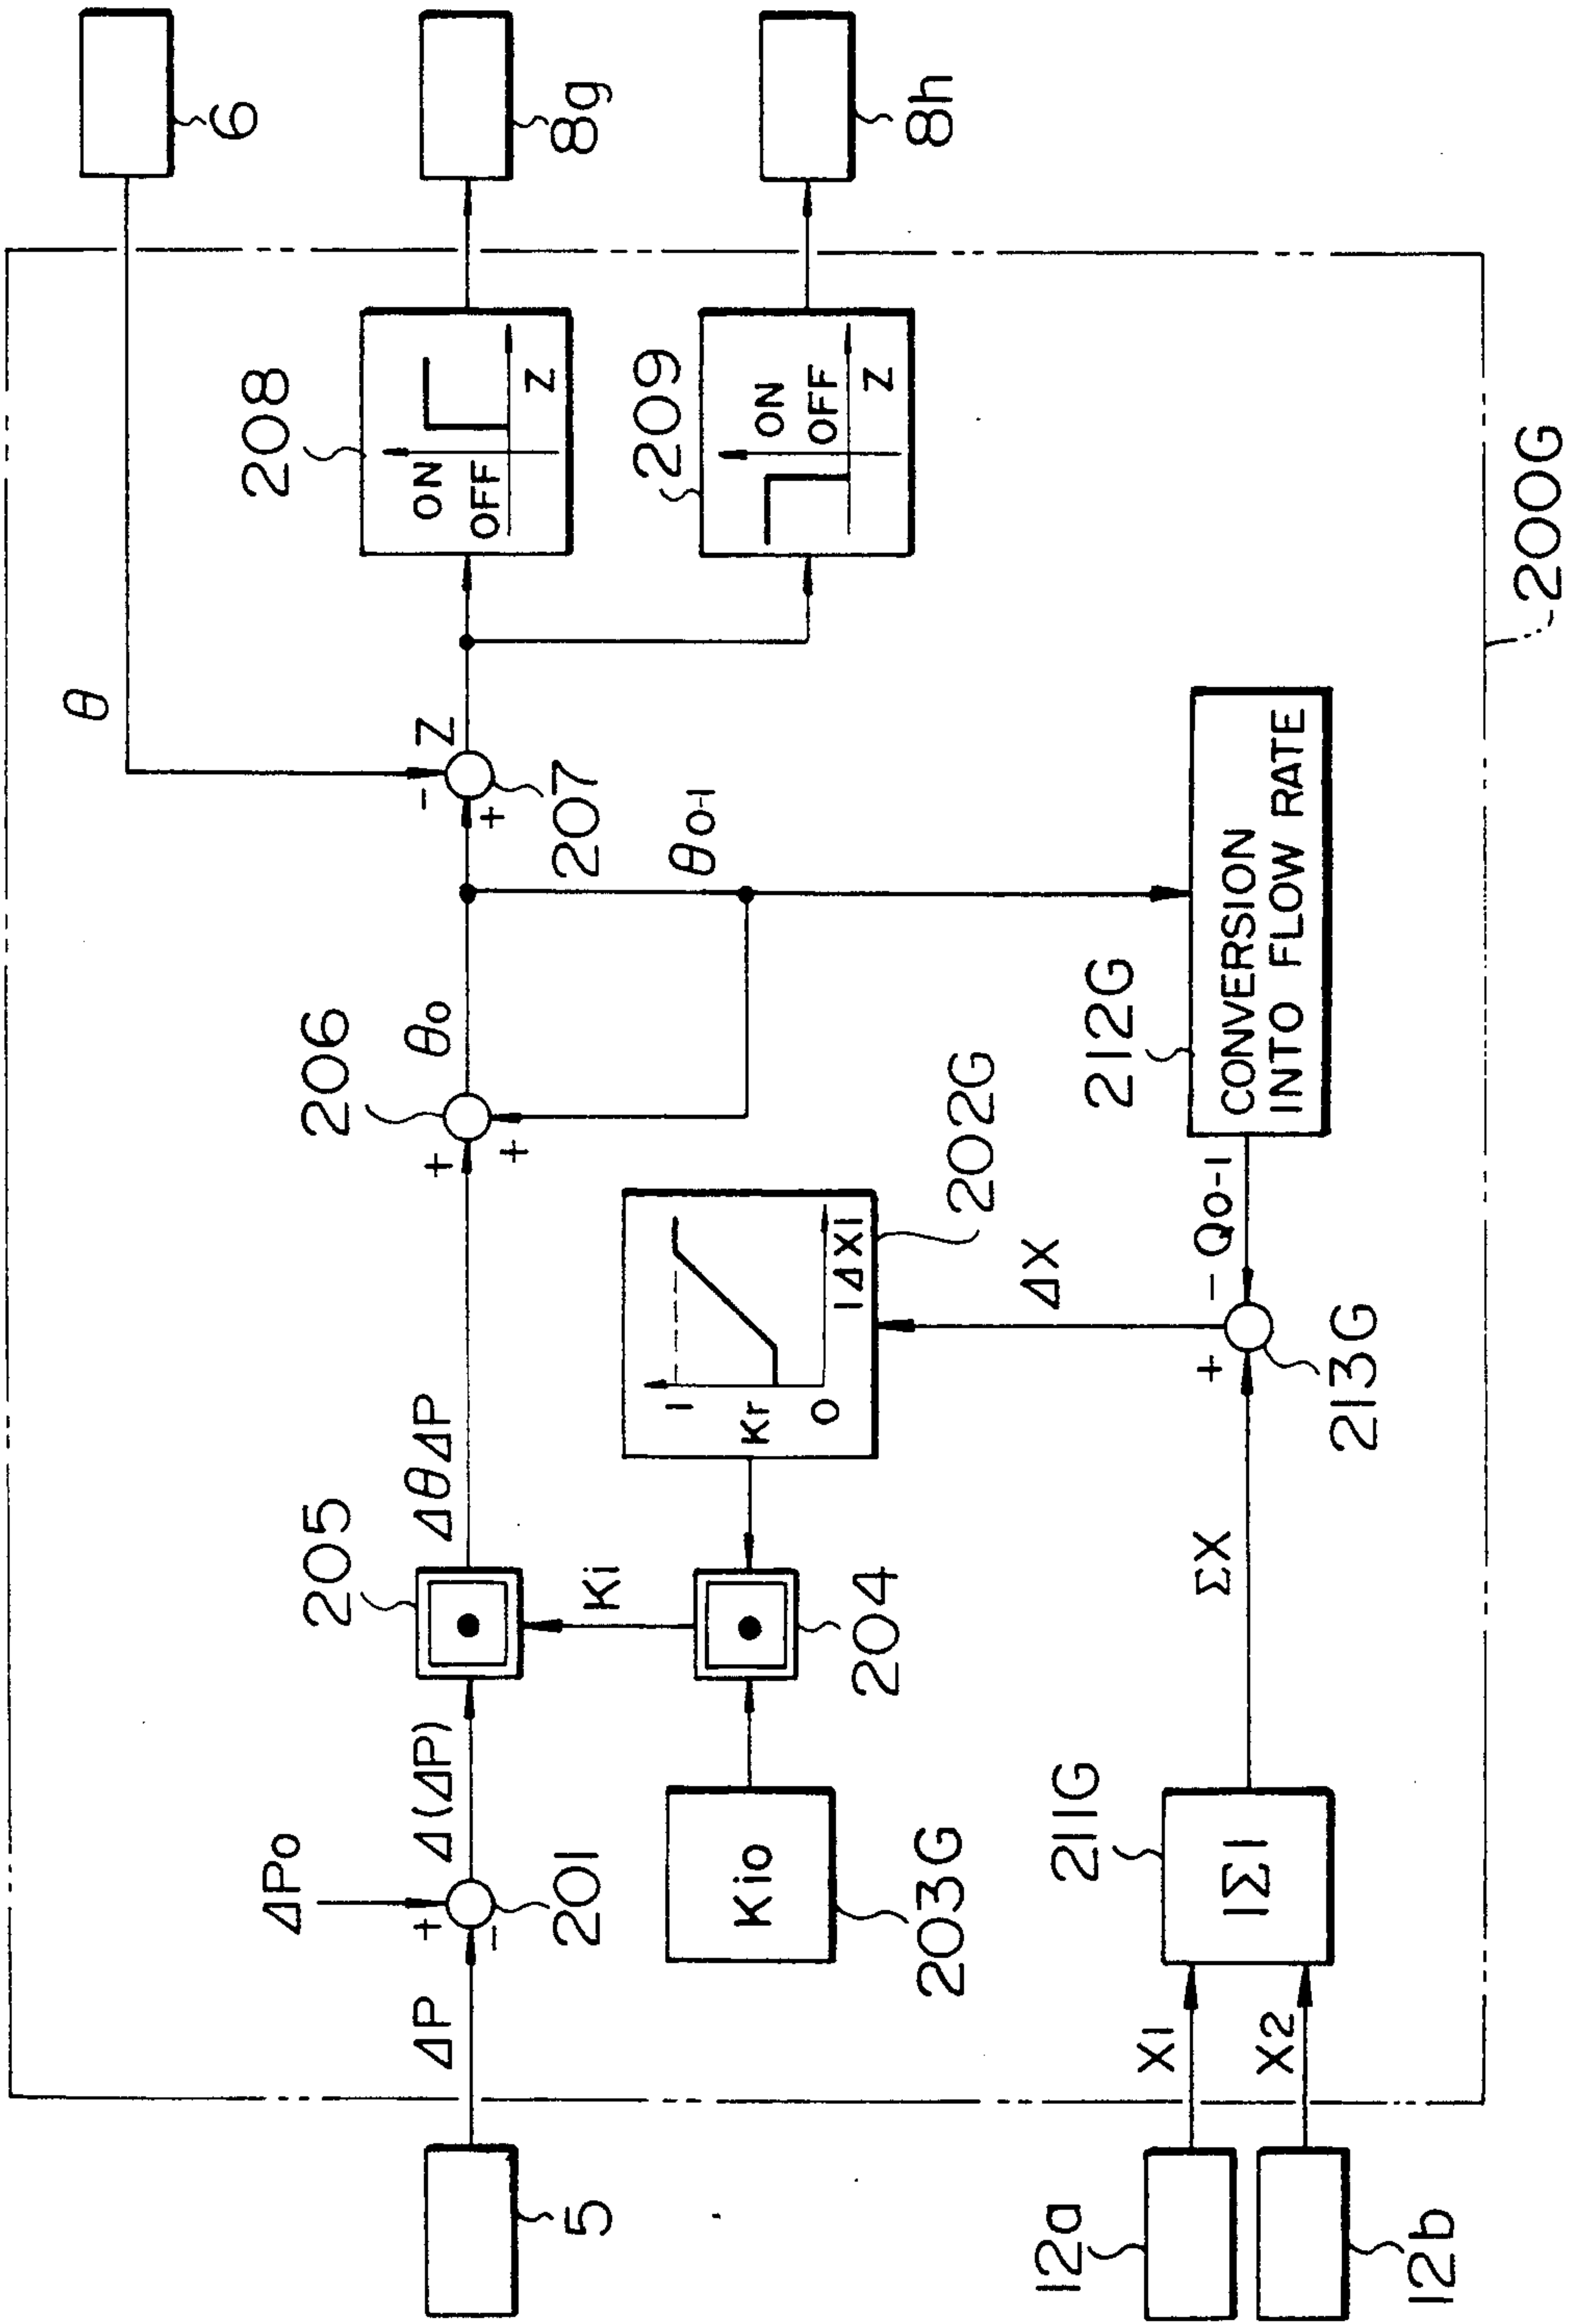 6
8g
8h
θ
208
ON
OFF
Z
209
ON
OFF
Z
200G
-
Z
+
207
θo-1
206
θo
+
+
202G
1
Kr
0
|ΔX|
ΔX
212G
CONVERSION
INTO FLOW RATE
Qo-1
-
+
213G
205
ΔθΔP
Ki
204
ΣX
ΔPo
+
-
201
Δ(ΔP)
ΔP
Kio
203G
211G
|Σ|
X1
X2
5
12a
12b